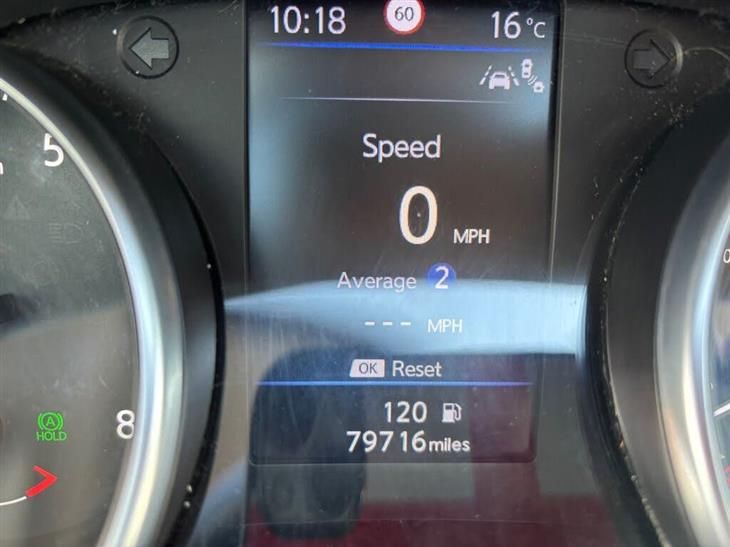 10:18 60 16 °C
5
Speed
0 MPH
Average 2
--- MPH
OK Reset
120
A
HOLD
8
79716 miles